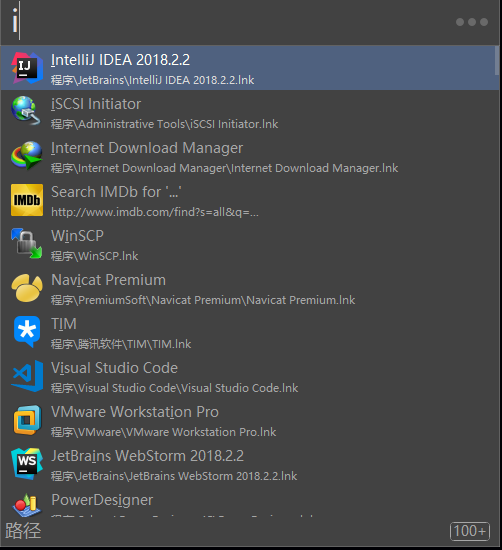 i
IntelliJ IDEA 2018.2.2
程序\JetBrains\IntelliJ IDEA 2018.2.2.lnk
iSCSI Initiator
程序\Administrative Tools\iSCSI Initiator.lnk
Internet Download Manager
程序\Internet Download Manager\Internet Download Manager.lnk
IMDb
Search IMDb for '...'
http://www.imdb.com/find?s=all&q=...
WinSCP
程序\WinSCP.lnk
Navicat Premium
程序\PremiumSoft\Navicat Premium\Navicat Premium.lnk
TIM
程序\腾讯软件\TIM\TIM.lnk
Visual Studio Code
程序\Visual Studio Code\Visual Studio Code.lnk
VMware Workstation Pro
程序\VMware\VMware Workstation Pro.lnk
WS
JetBrains WebStorm 2018.2.2
程序\JetBrains\JetBrains WebStorm 2018.2.2.lnk
PowerDesigner
路径
100+